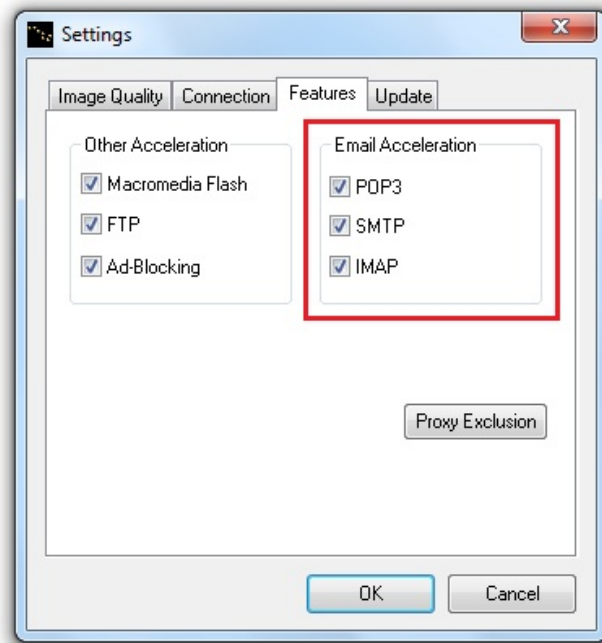 Settings
Image Quality Connection Features Update
Other Acceleration
Macromedia Flash
FTP
Ad-Blocking
Email Acceleration
POP3
SMTP
IMAP
Proxy Exclusion
OK Cancel